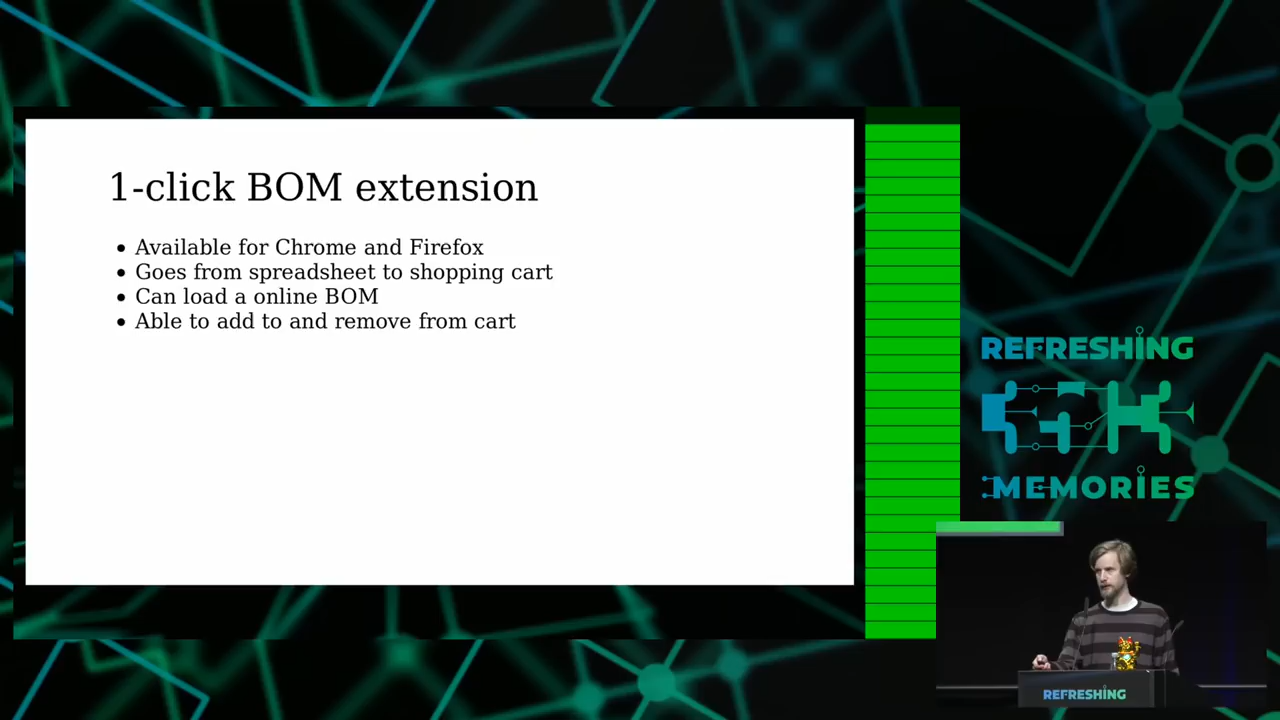 1-click BOM extension
• Available for Chrome and Firefox
• Goes from spreadsheet to shopping cart
• Can load a online BOM
• Able to add to and remove from cart
REFRESHING
MEMORIES
REFRESHING